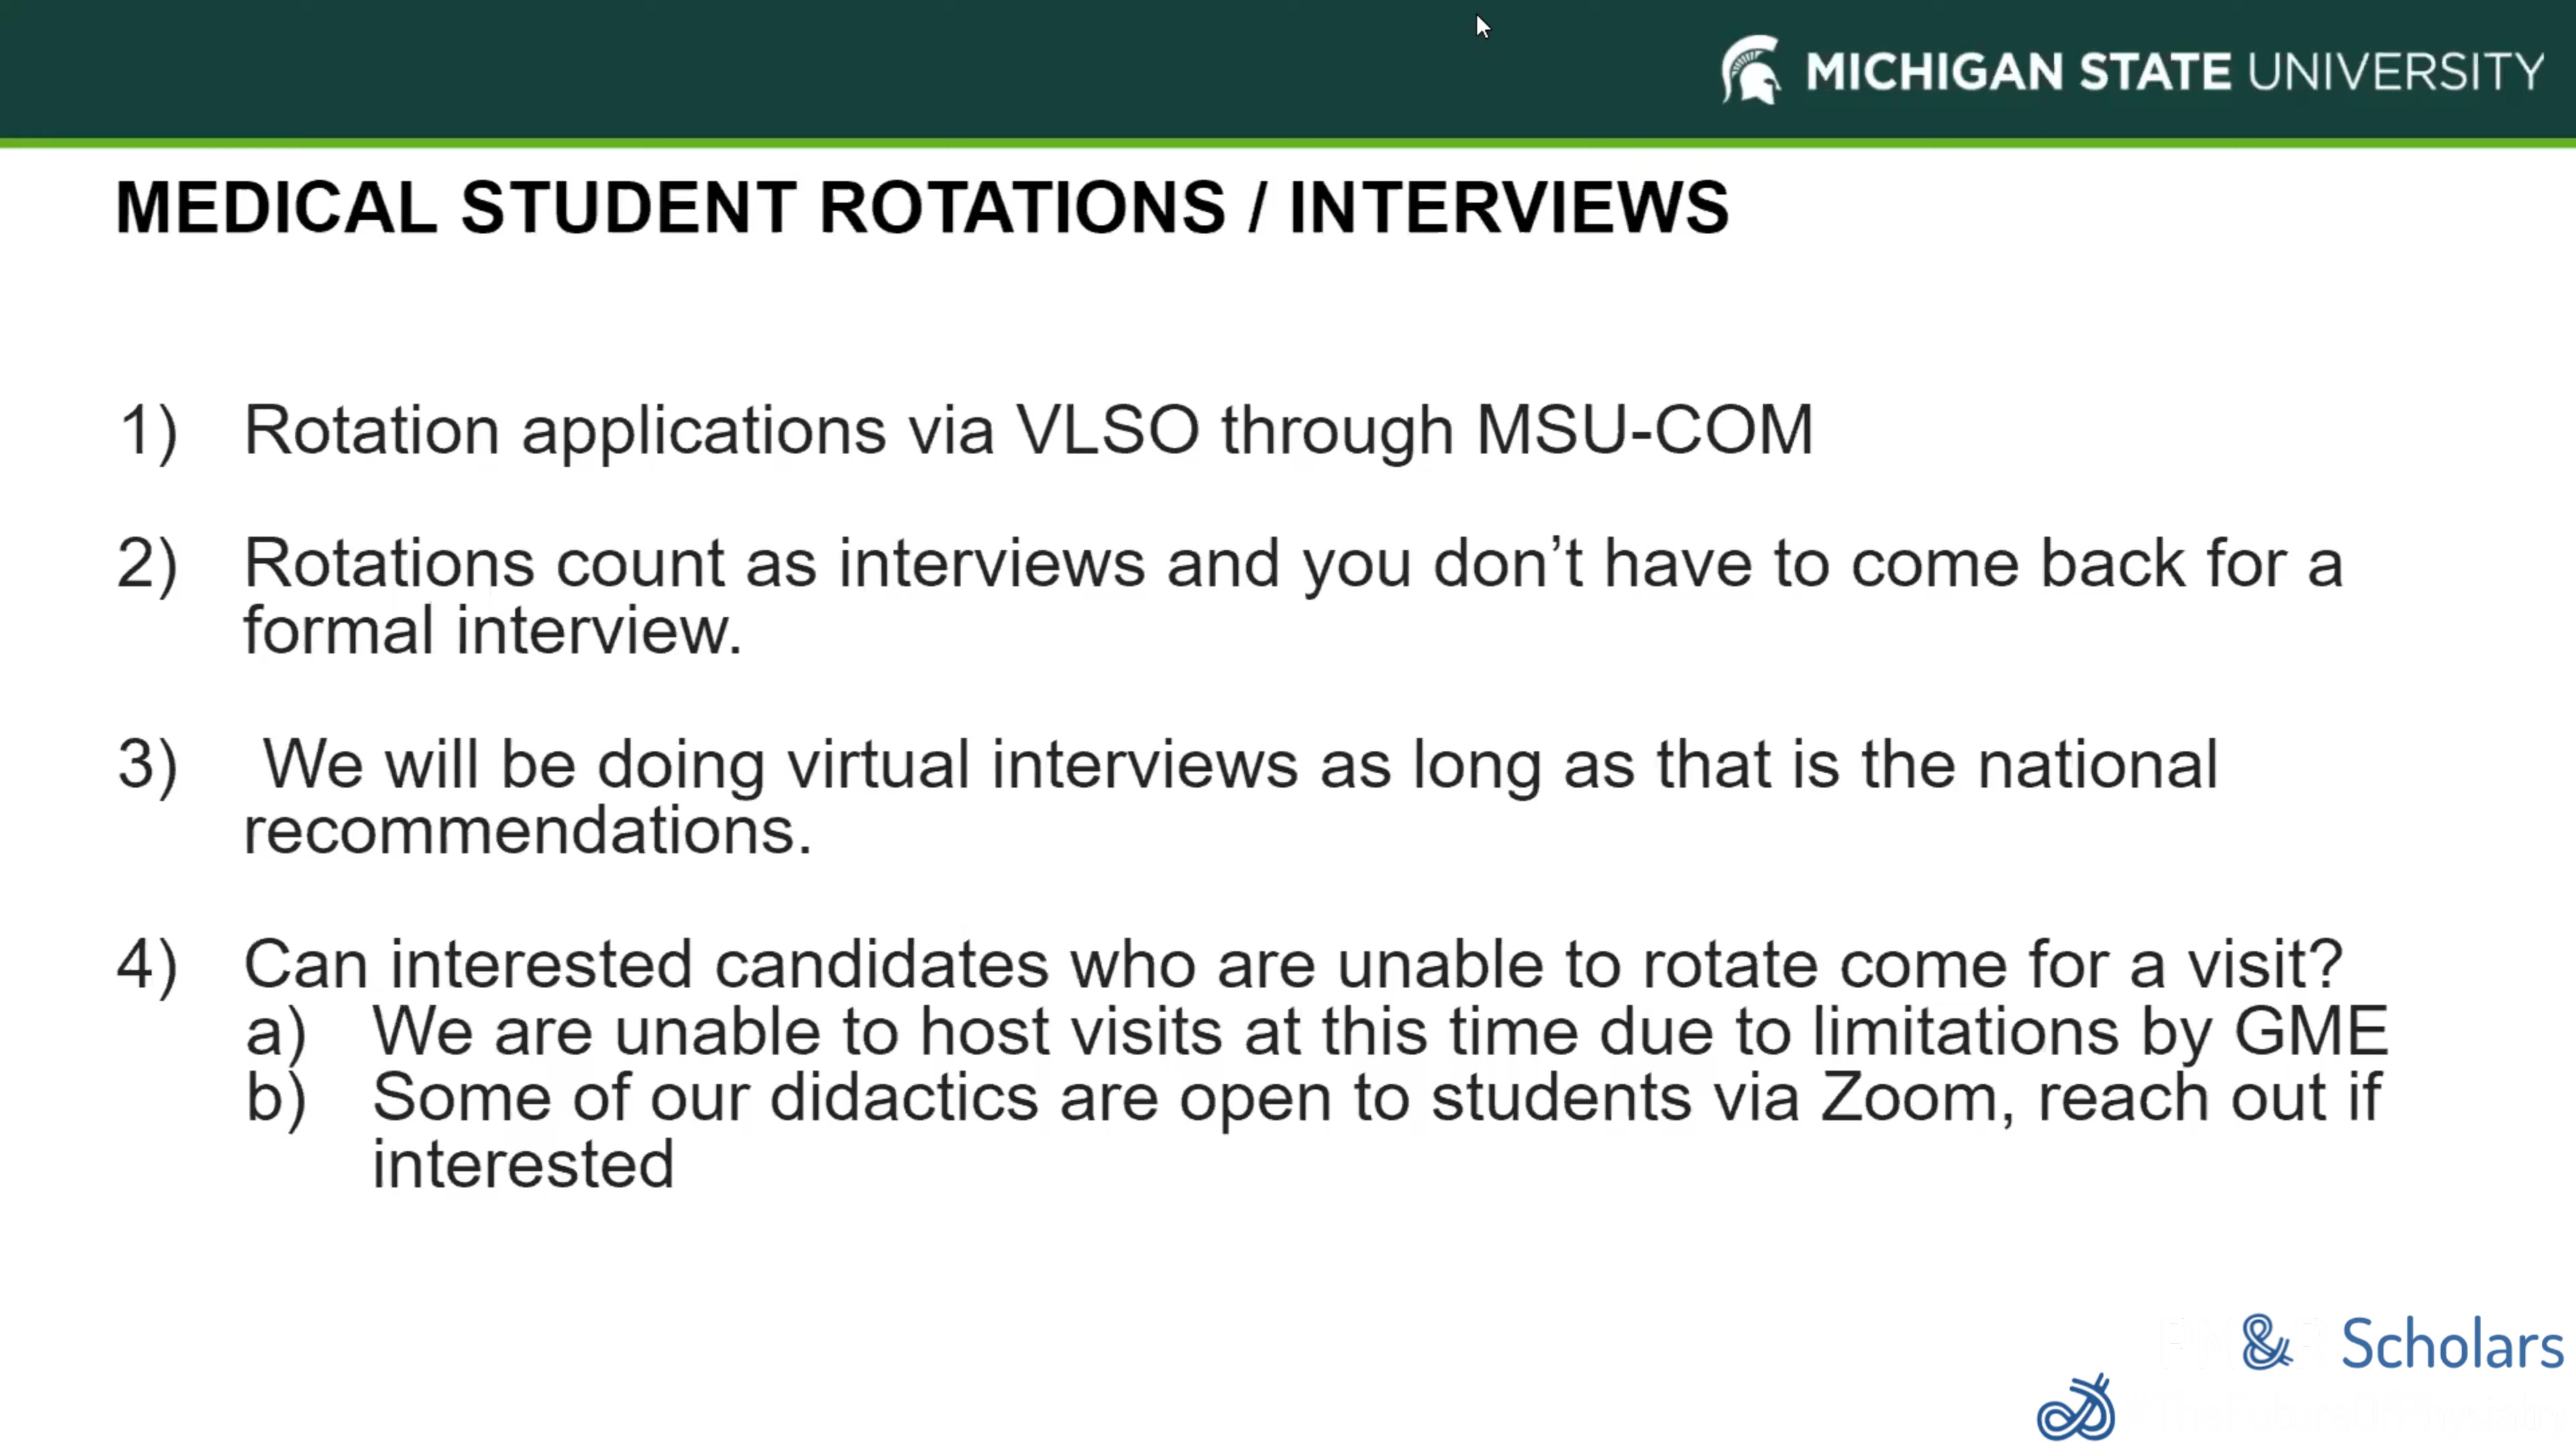 MICHIGAN STATE UNIVERSITY
MEDICAL STUDENT ROTATIONS / INTERVIEWS
1) Rotation applications via VLSO through MSU-COM
2) Rotations count as interviews and you don’t have to come back for a
formal interview.
3) We will be doing virtual interviews as long as that is the national
recommendations.
4) Can interested candidates who are unable to rotate come for a visit?
a) We are unable to host visits at this time due to limitations by GME
b) Some of our didactics are open to students via Zoom, reach out if
interested
& Scholars